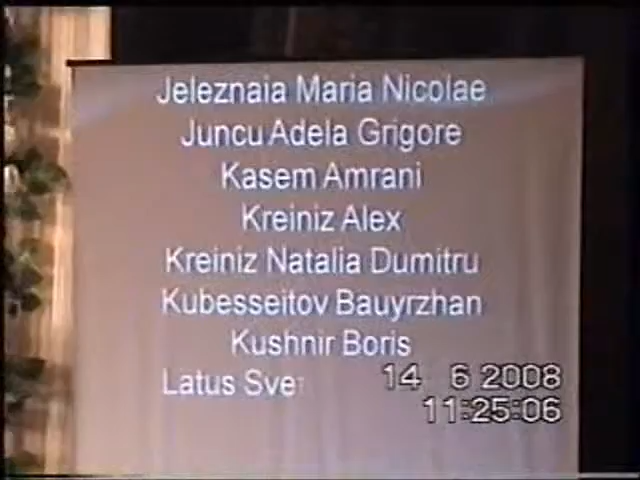 Jeleznaia Maria Nicolae
Juncu Adela Grigore
Kasem Amrani
Kreiniz Alex
Kreiniz Natalia Dumitru
Kubesseitov Bauyrzhan
Kushnir Boris
Latus
14 6 2008
11:25:06